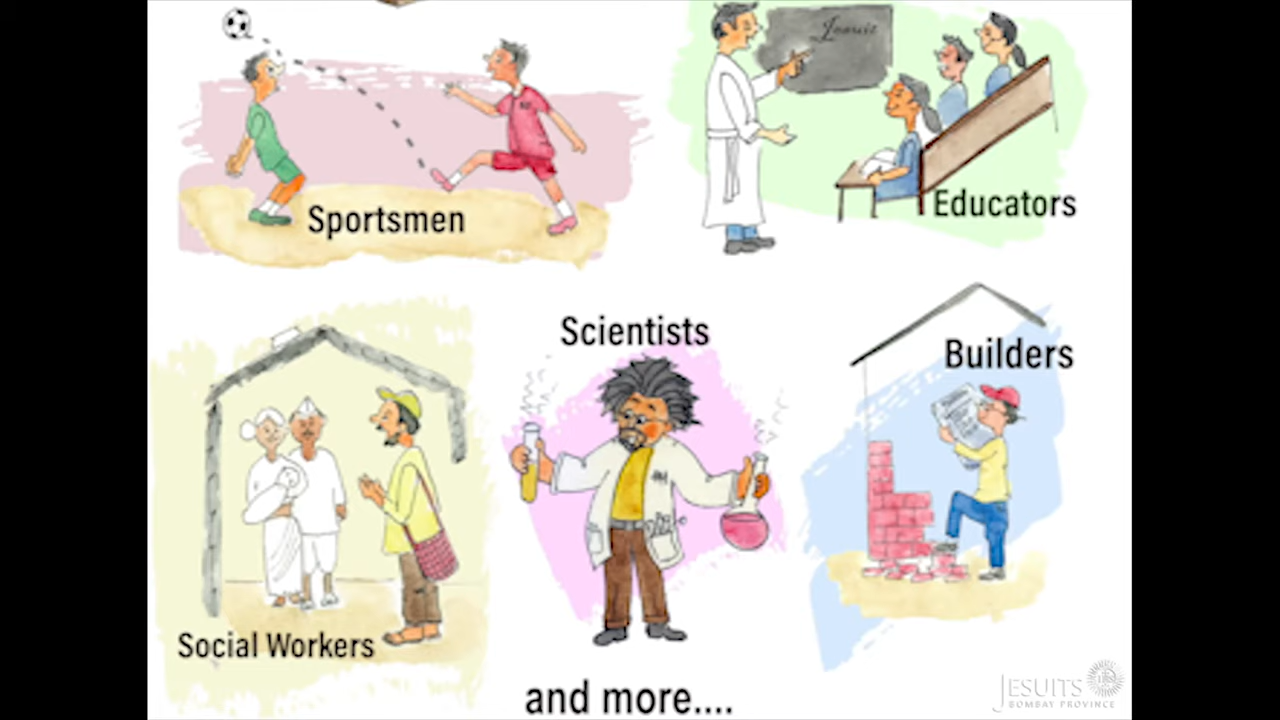 Sportsmen
Educators
Scientists
Builders
Social Workers
and more....
JESUITS
BOMBAY PROVINCE